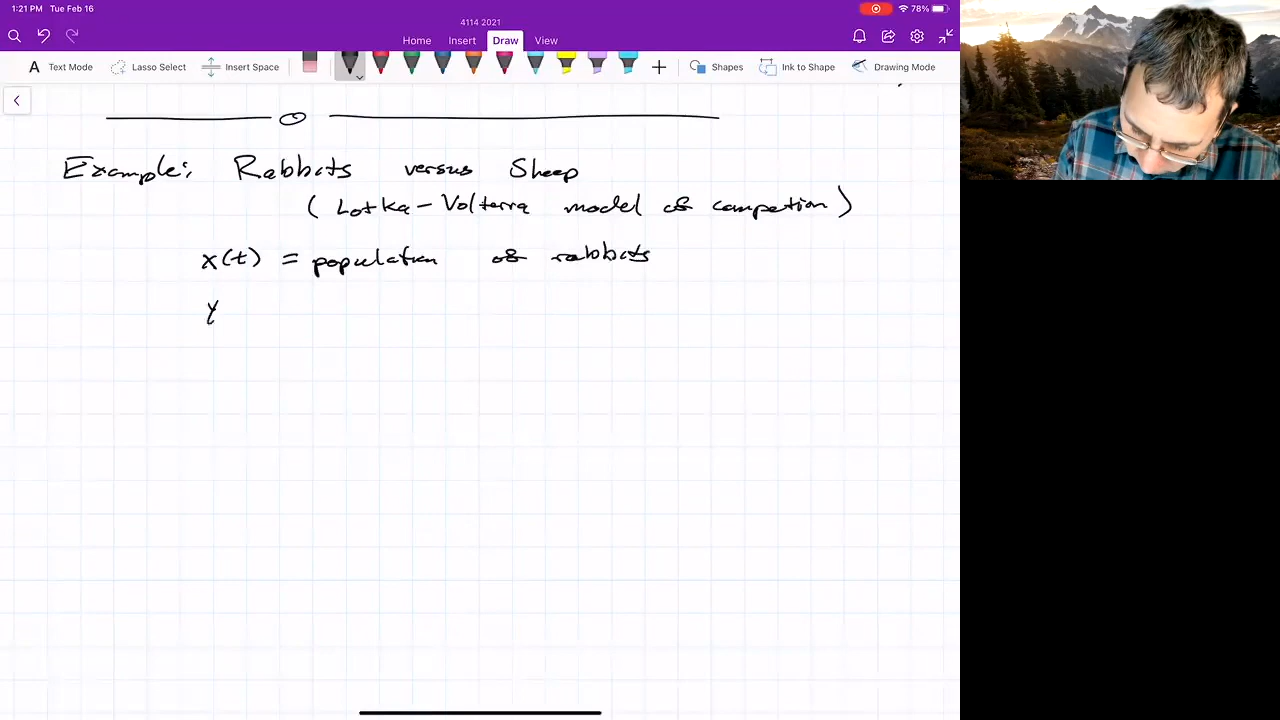 1:21 PM Tue Feb 16
78%
4114 2021
Home Insert Draw View
Text Mode Lasso Select Insert Space Shapes Ink to Shape Drawing Mode
Example: Rabbits versus Sheep
(Lotka-Volterra model of competion)
x(t) = population of rabbits
y